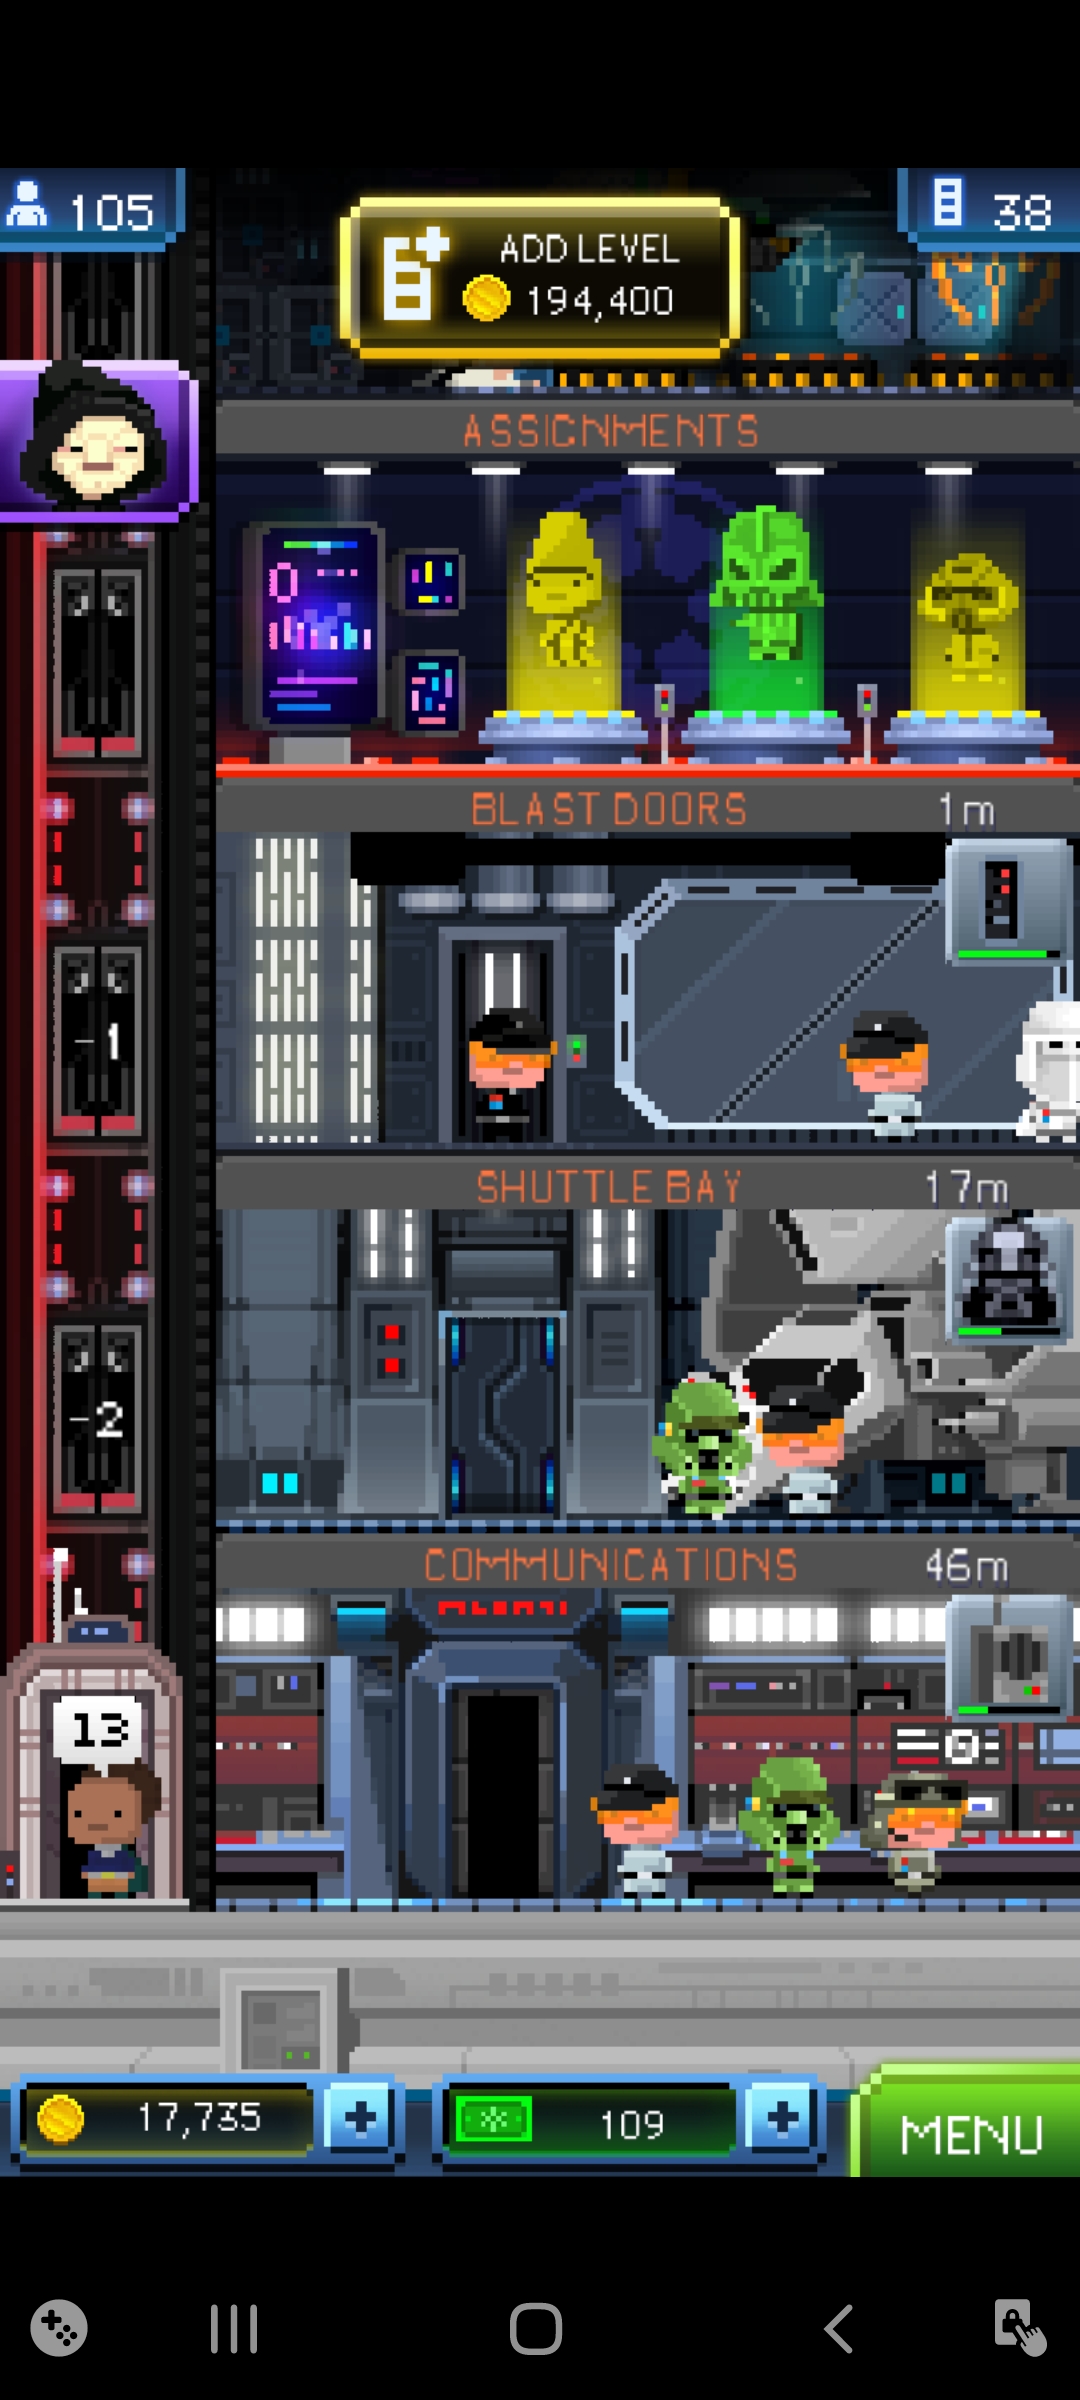 105
ADD LEVEL
194,400
38
ASSIGNMENTS
BLAST DOORS 1m
-1
SHUTTLE BAY 17m
-2
COMMUNICATIONS 46m
13
17,735
109
MENU